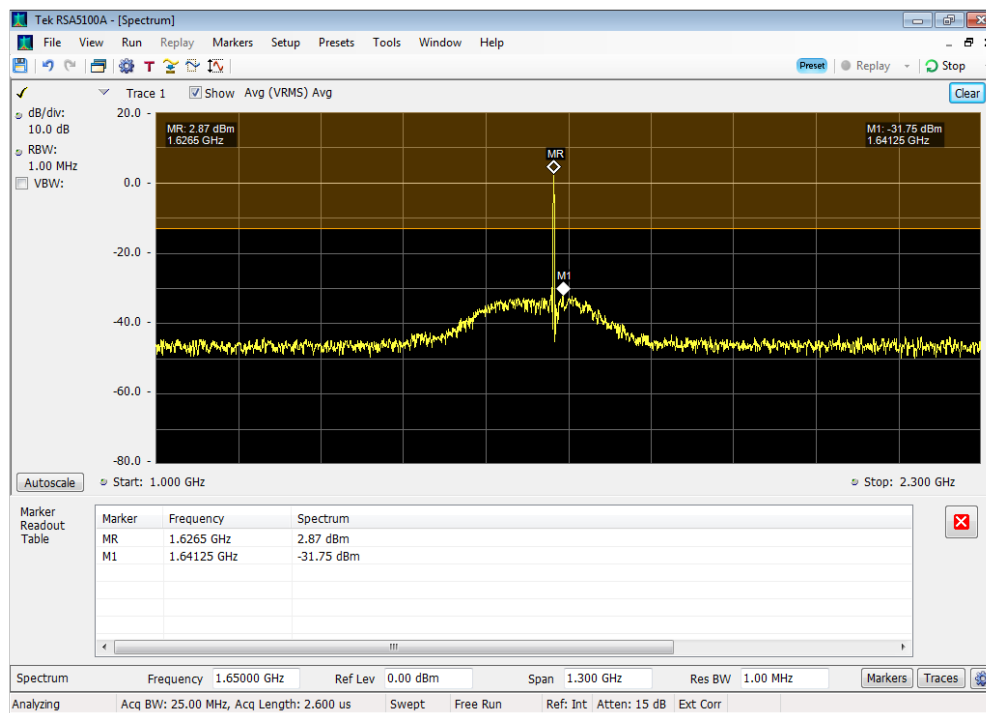 Tek RSA5100A - [Spectrum]
File View Run Replay Markers Setup Presets Tools Window Help
T Preset Replay Stop
Trace 1 Show Avg (VRMS) Avg Clear
dB/div:
10.0 dB
RBW:
1.00 MHz
VBW:
20.0 -
0.0 -
-20.0 -
-40.0 -
-60.0 -
-80.0 -
MR: 2.87 dBm
1.6265 GHz
M1: -31.75 dBm
1.64125 GHz
MR
M1
Autoscale Start: 1.000 GHz Stop: 2.300 GHz
Marker
Readout
Table
Marker Frequency Spectrum
MR 1.6265 GHz 2.87 dBm
M1 1.64125 GHz -31.75 dBm
Spectrum Frequency 1.65000 GHz Ref Lev 0.00 dBm Span 1.300 GHz Res BW 1.00 MHz Markers Traces
Analyzing Acq BW: 25.00 MHz, Acq Length: 2.600 us Swept Free Run Ref: Int Atten: 15 dB Ext Corr